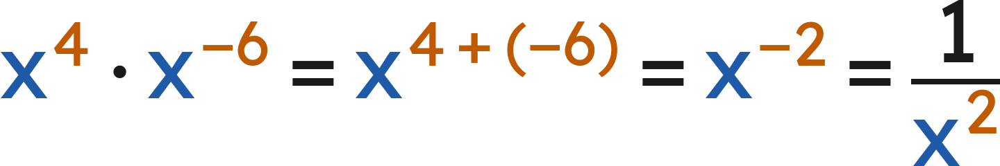 x⁴ · x⁻⁶ = x⁴ ⁺ ⁽⁻⁶⁾ = x⁻² = 1/x²